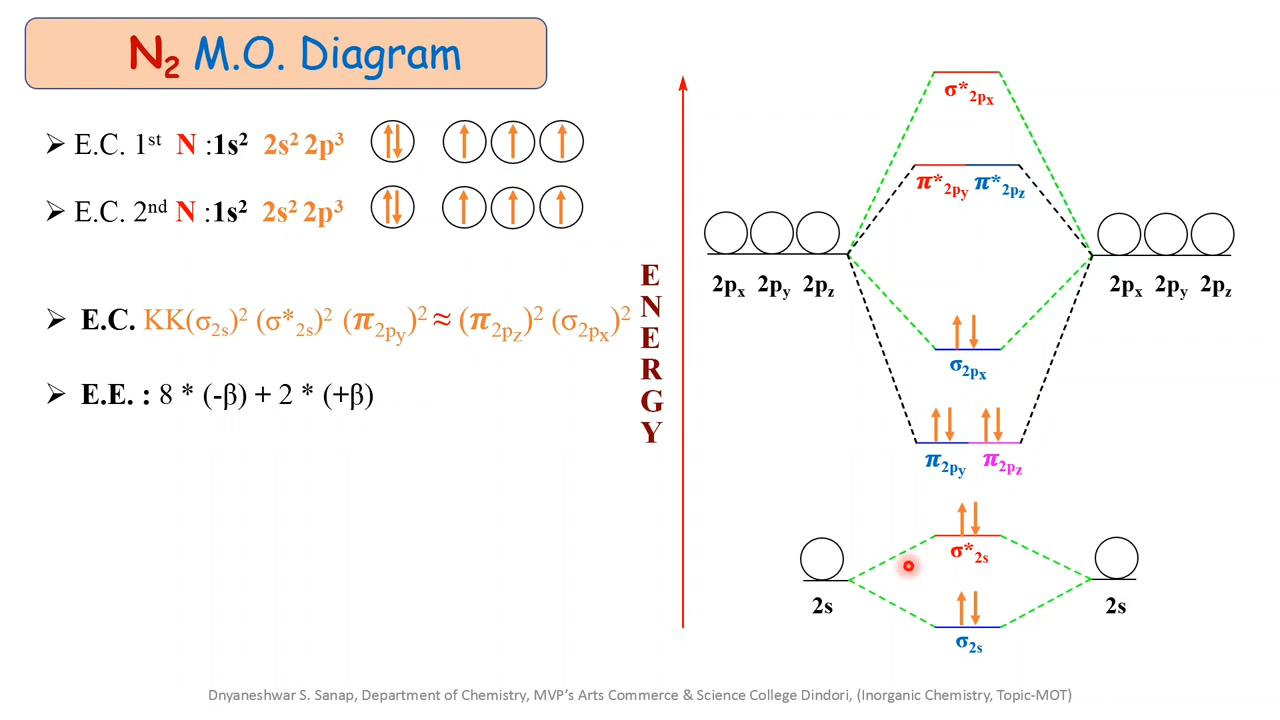 N₂ M.O. Diagram
➢ E.C. 1ˢᵗ N :1s² 2s² 2p³
➢ E.C. 2ⁿᵈ N :1s² 2s² 2p³
➢ E.C. KK(σ₂ₛ)² (σ*₂ₛ)² (π₂ₚy)² ≈ (π₂ₚz)² (σ₂ₚₓ)²
➢ E.E. : 8 * (-β) + 2 * (+β)
ENERGY
σ*₂ₚₓ
π*₂ₚy π*₂ₚz
2pₓ 2py 2pz
2pₓ 2py 2pz
σ₂ₚₓ
π₂ₚy π₂ₚz
σ*₂ₛ
2s
2s
σ₂ₛ
Dnyaneshwar S. Sanap, Department of Chemistry, MVP's Arts Commerce & Science College Dindori, (Inorganic Chemistry, Topic-MOT)